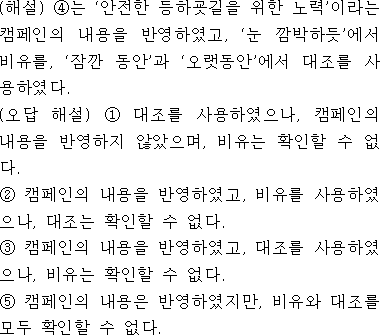 (해설) ④는 '안전한 등하굣길을 위한 노력'이라는
캠페인의 내용을 반영하였고, '눈 깜박하듯'에서
비유를, '잠깐 동안'과 '오랫동안'에서 대조를 사
용하였다.
(오답 해설) ① 대조를 사용하였으나, 캠페인의
내용을 반영하지 않았으며, 비유는 확인할 수 없
다.
② 캠페인의 내용을 반영하였고, 비유를 사용하였
으나, 대조는 확인할 수 없다.
③ 캠페인의 내용을 반영하였고, 대조를 사용하였
으나, 비유는 확인할 수 없다.
⑤ 캠페인의 내용은 반영하였지만, 비유와 대조를
모두 확인할 수 없다.